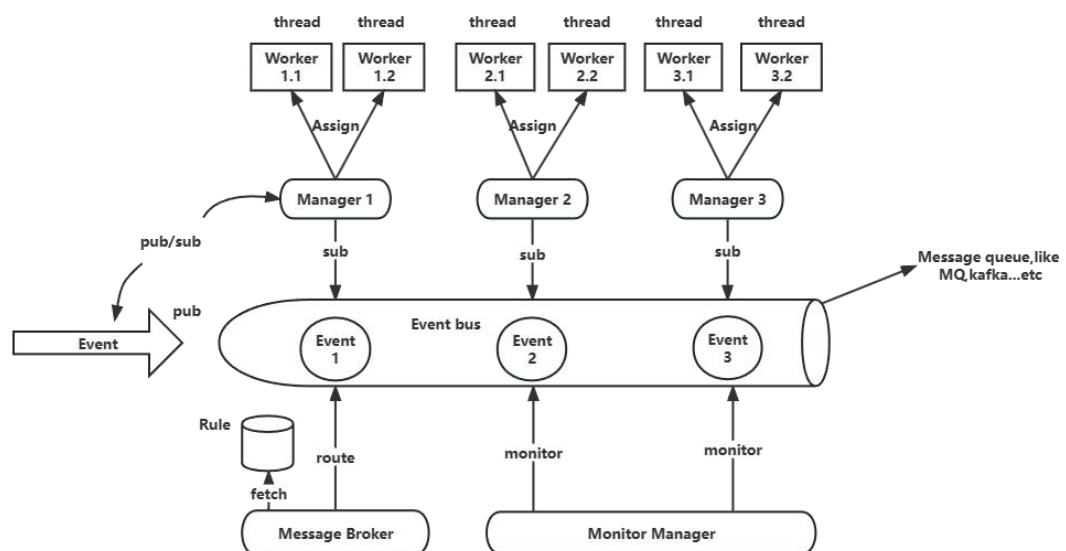 thread thread thread thread thread thread
Worker 1.1
Worker 1.2
Worker 2.1
Worker 2.2
Worker 3.1
Worker 3.2
Assign Assign Assign
Manager 1 Manager 2 Manager 3
pub/sub
sub sub sub
Message queue,like
MQ,kafka...etc
pub
Event bus
Event
Event 1
Event 2
Event 3
Rule
route monitor monitor
fetch
Message Broker Monitor Manager